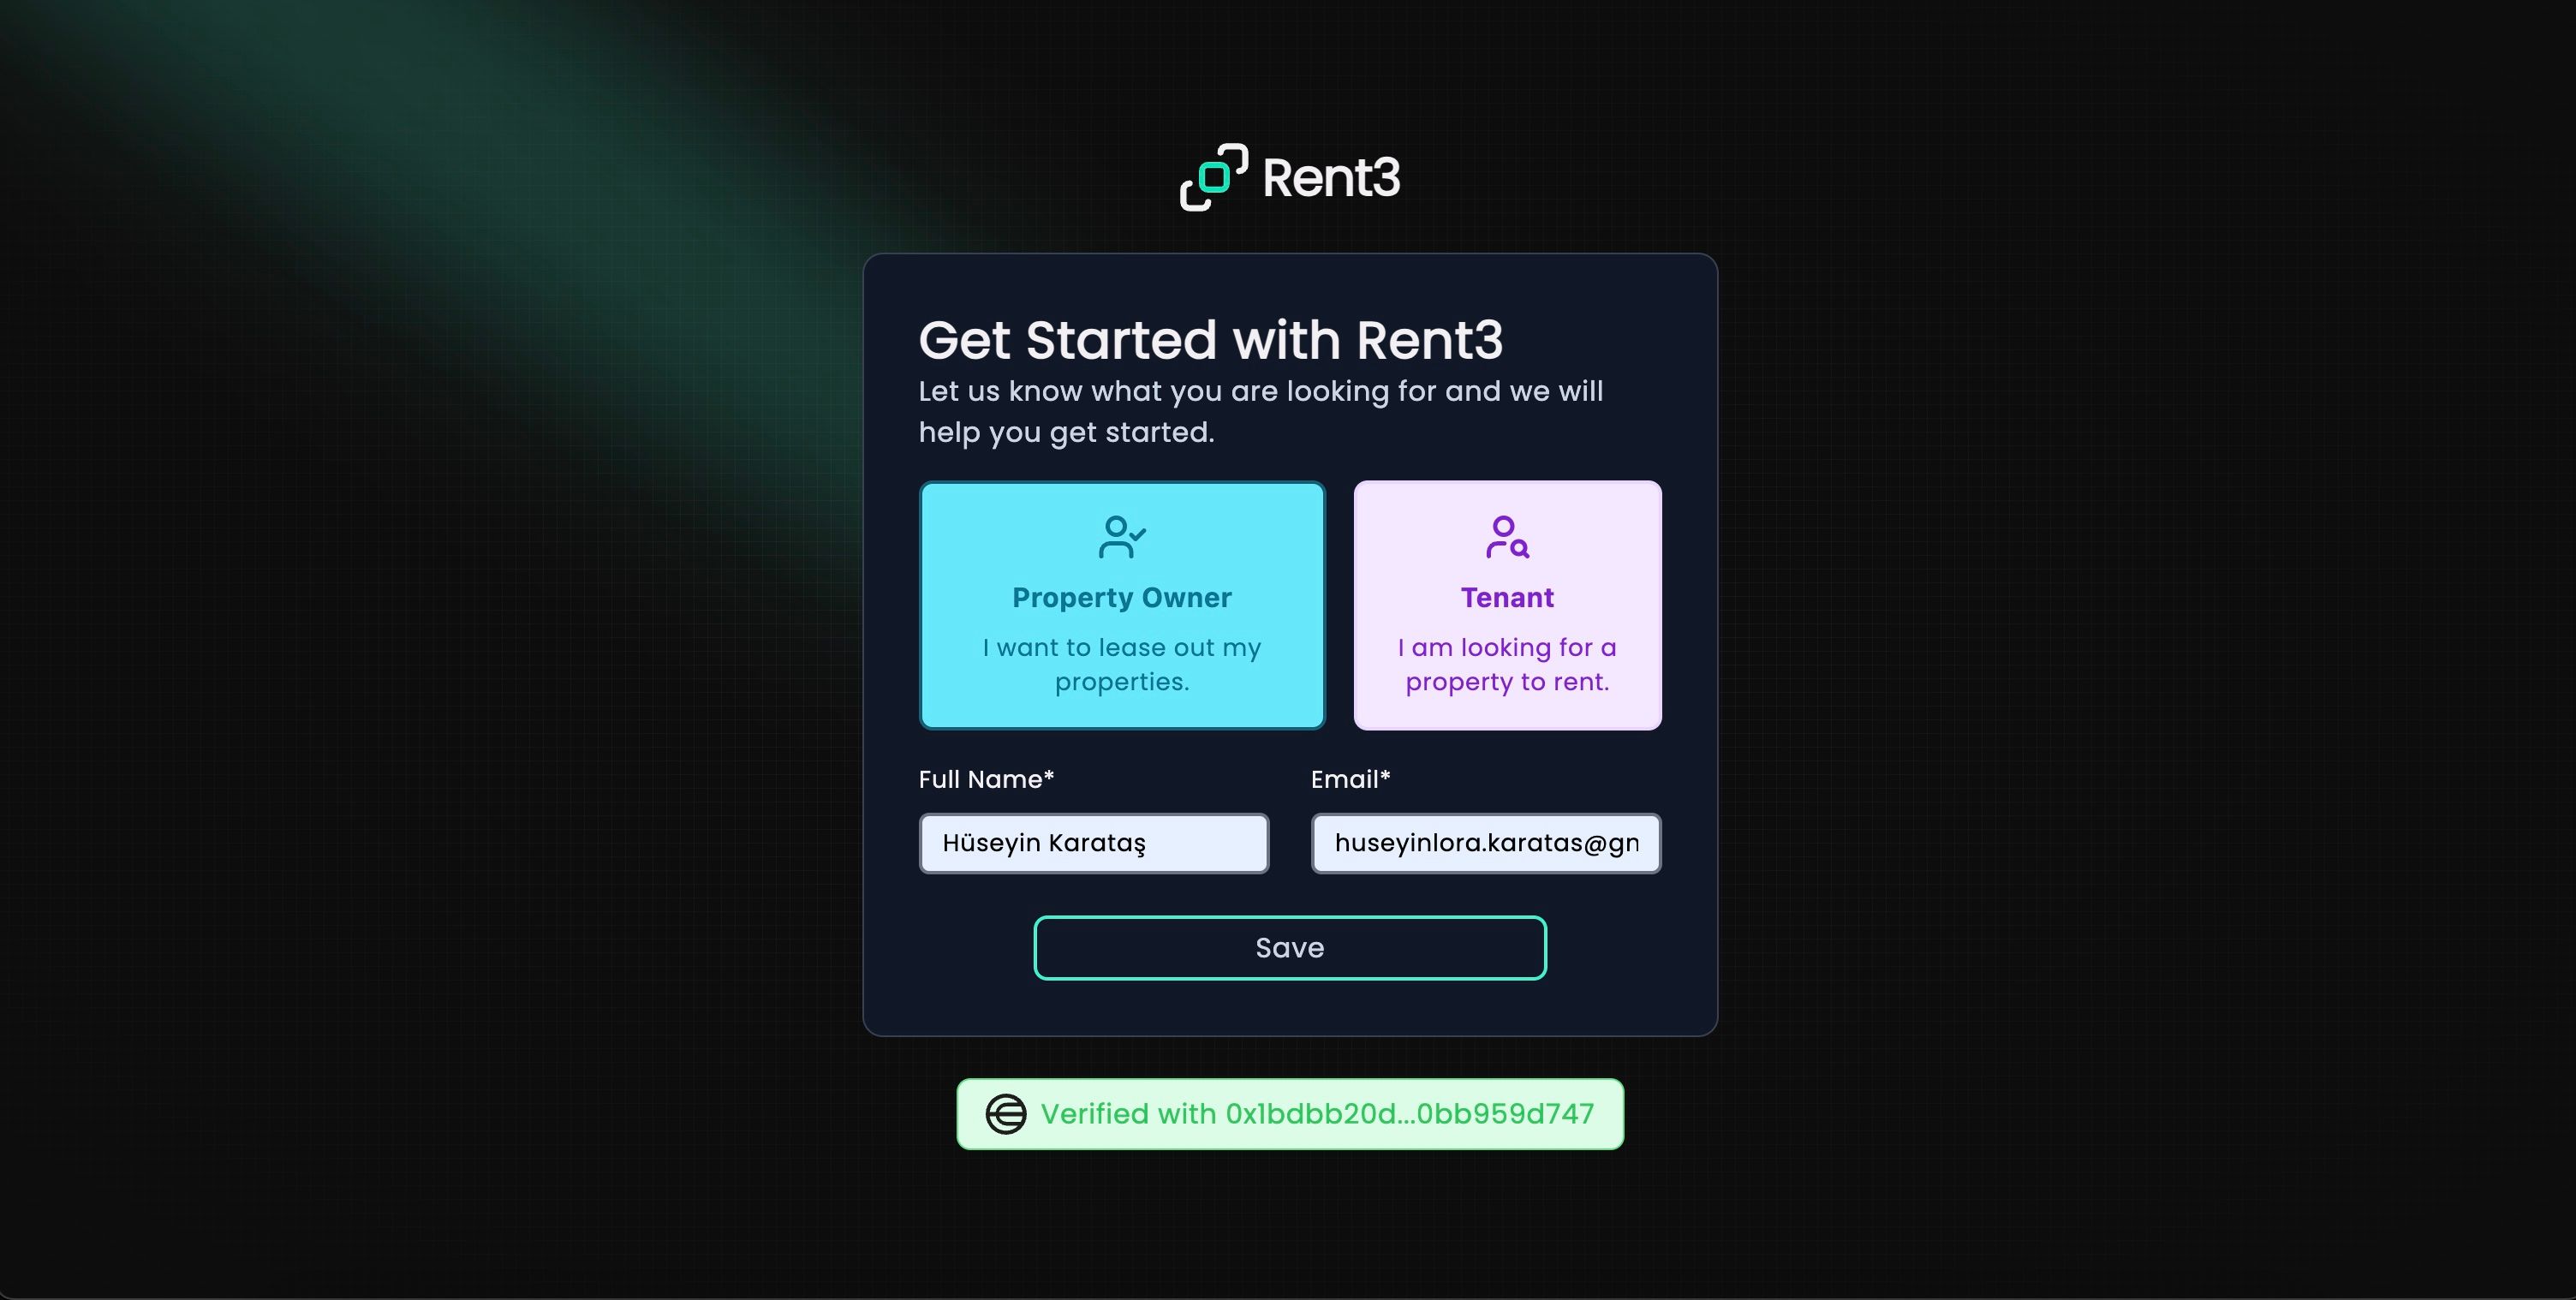 Rent3
Get Started with Rent3
Let us know what you are looking for and we will
help you get started.
Property Owner
I want to lease out my
properties.
Tenant
I am looking for a
property to rent.
Full Name*
Email*
Hüseyin Karataş
huseyinlora.karatas@gn
Save
Verified with 0x1bdbb20d...0bb959d747